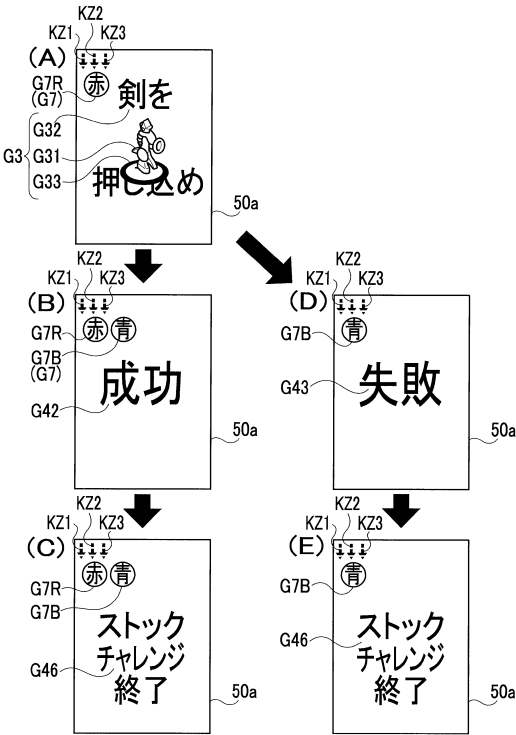 KZ2
KZ1 KZ3
(A)
G7R
(G7)
赤
剣を
G32
G3 G31
G33
押し込め
50a
KZ2
KZ1 KZ3
(B)
G7R 赤 青
G7B
(G7)
成功
G42
50a
KZ2
KZ1 KZ3
(C)
赤 青
G7R
G7B
ストック
チャレンジ
終了
G46
50a
KZ2
KZ1 KZ3
(D)
G7B 青
失敗
G43
50a
KZ2
KZ1 KZ3
(E)
青
G7B
ストック
チャレンジ
終了
G46
50a